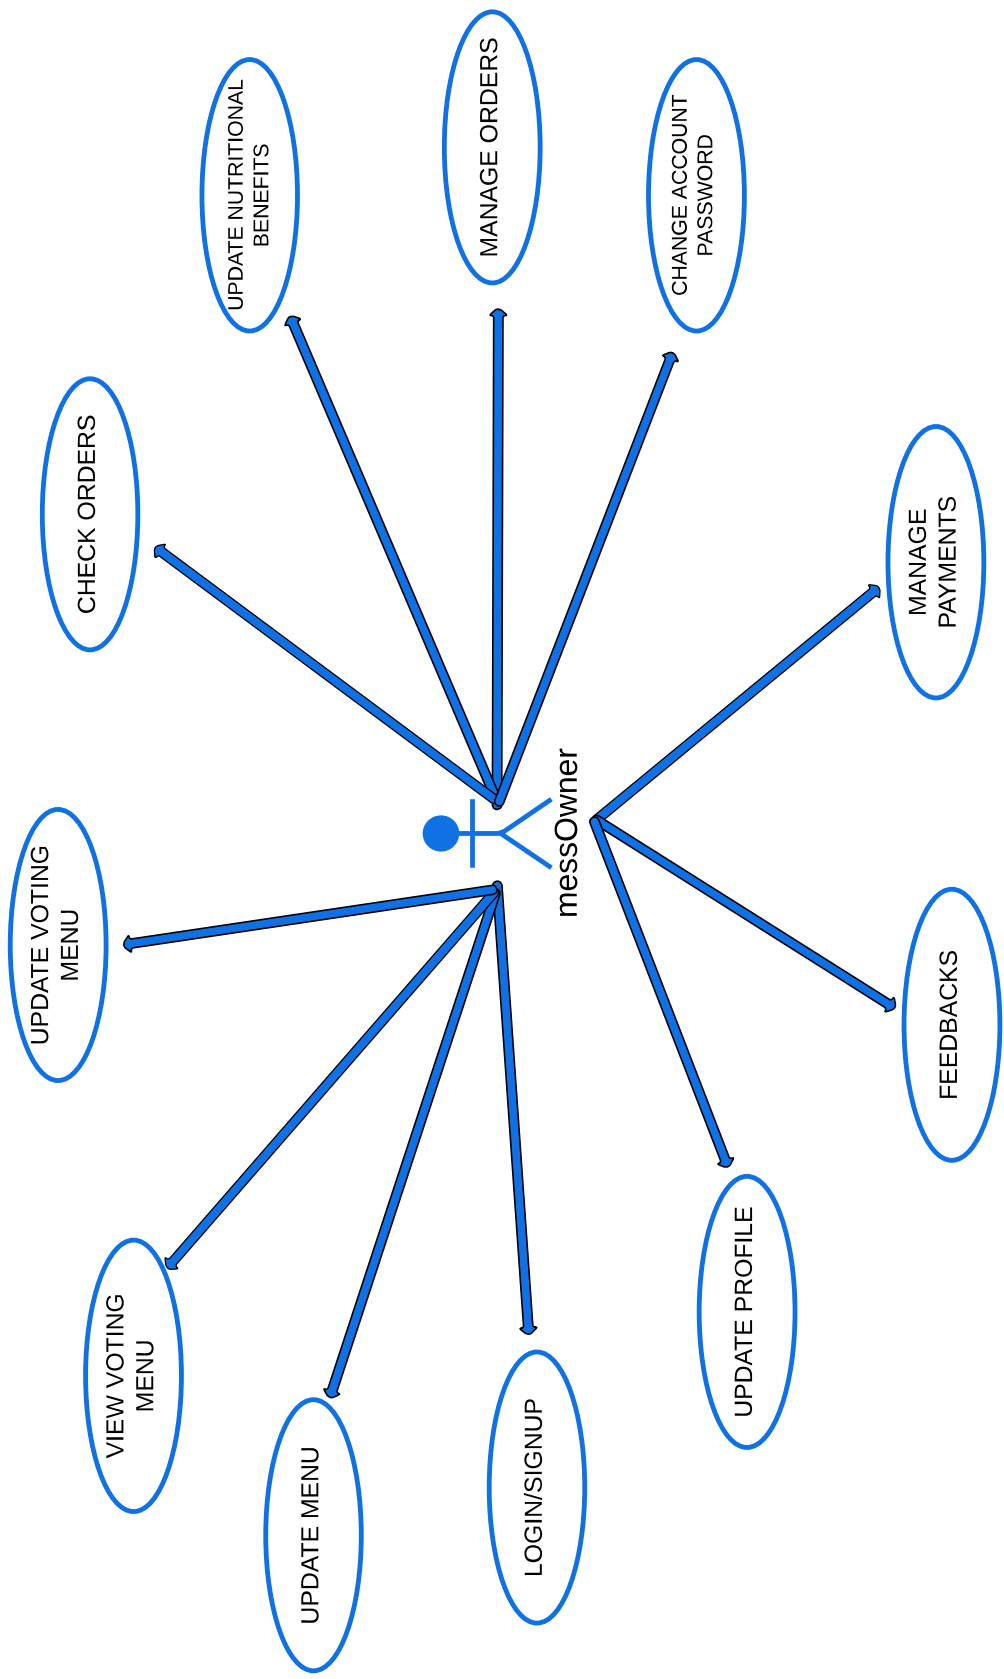 UPDATE VOTING
MENU
CHECK ORDERS
VIEW VOTING
MENU
UPDATE NUTRITIONAL
BENEFITS
UPDATE MENU
MANAGE ORDERS
LOGIN/SIGNUP
messOwner
CHANGE ACCOUNT
PASSWORD
UPDATE PROFILE
MANAGE
PAYMENTS
FEEDBACKS